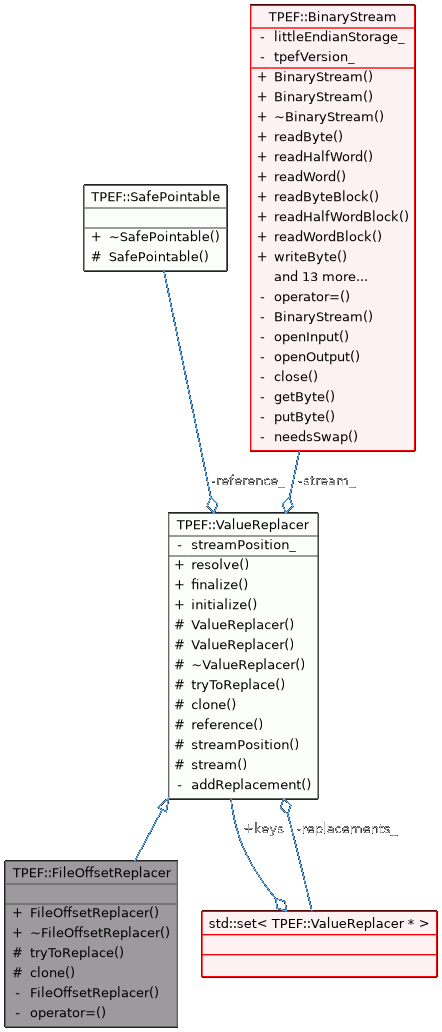 TPEF::BinaryStream
- littleEndianStorage_
- tpefVersion_
+ BinaryStream()
+ BinaryStream()
+ ~BinaryStream()
+ readByte()
+ readHalfWord()
+ readWord()
+ readByteBlock()
+ readHalfWordBlock()
+ readWordBlock()
+ writeByte()
and 13 more...
- operator=()
- BinaryStream()
- openInput()
- openOutput()
- close()
- getByte()
- putByte()
- needsSwap()
TPEF::SafePointable
+ ~SafePointable()
# SafePointable()
-reference_
-stream_
TPEF::ValueReplacer
- streamPosition_
+ resolve()
+ finalize()
+ initialize()
# ValueReplacer()
# ValueReplacer()
# ~ValueReplacer()
# tryToReplace()
# clone()
# reference()
# streamPosition()
# stream()
- addReplacement()
+keys
-replacements_
TPEF::FileOffsetReplacer
+ FileOffsetReplacer()
+ ~FileOffsetReplacer()
# tryToReplace()
# clone()
- FileOffsetReplacer()
- operator=()
std::set< TPEF::ValueReplacer * >